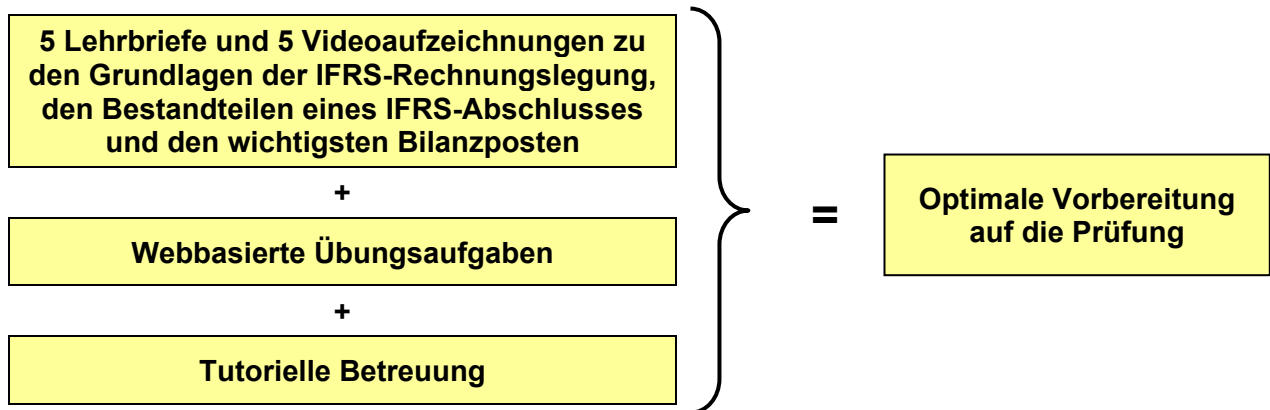 5 Lehrbriefe und 5 Videoaufzeichnungen zu
den Grundlagen der IFRS-Rechnungslegung,
den Bestandteilen eines IFRS-Abschlusses
und den wichtigsten Bilanzposten
+
Webbasierte Übungsaufgaben
+
Tutorielle Betreuung
=
Optimale Vorbereitung
auf die Prüfung